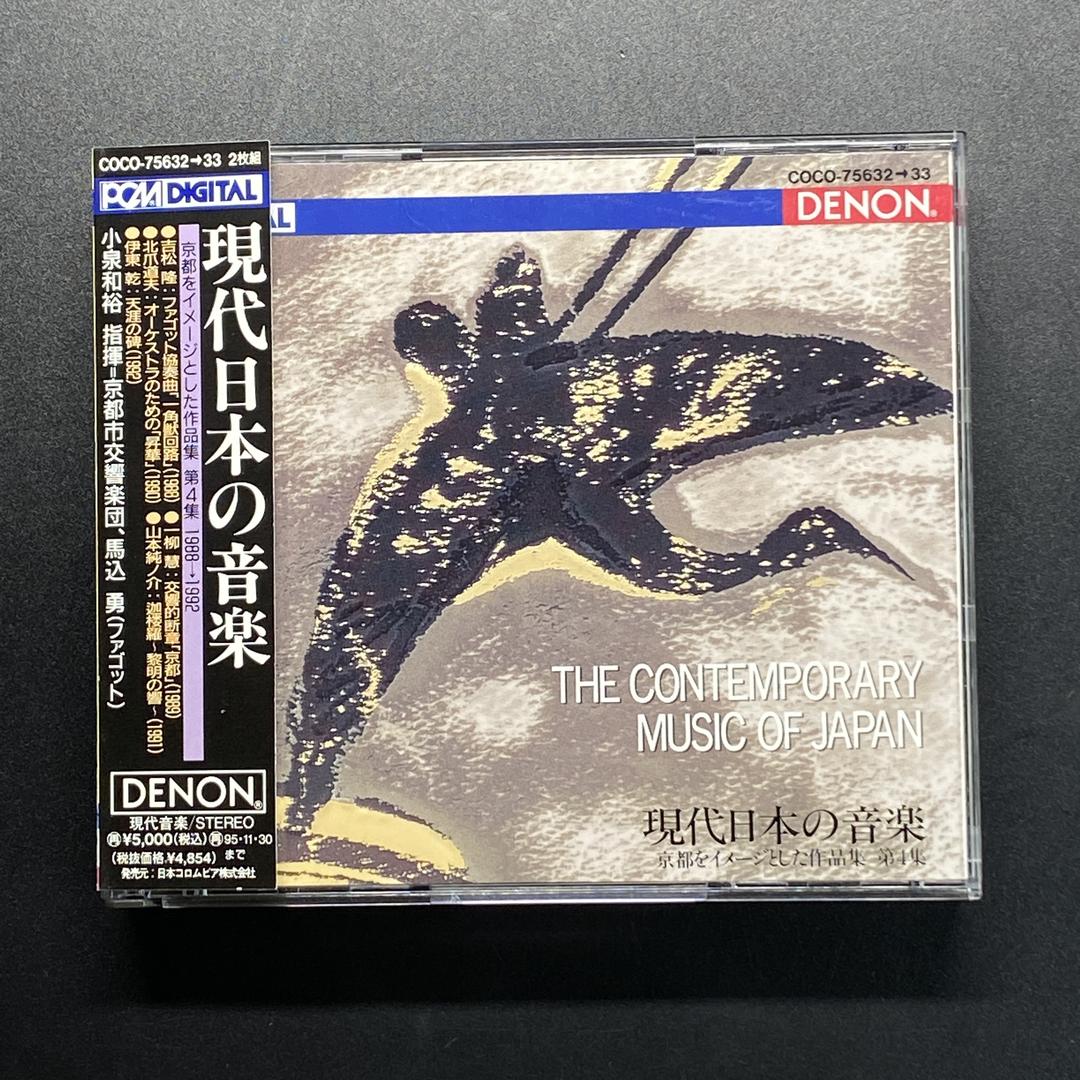 COCO-75632→33 2枚組
PCM DIGITAL
現代日本の音楽
京都をイメージとした作品集 第4集 1988→1992
●吉松 隆:ファゴット協奏曲「一角獣回路」(1988) ●一柳 慧:交響的断章「京都」(1989)
●北爪道夫:オーケストラのための「昇華」(1990) ●山本純ノ介:迦楼羅〜黎明の響〜(1991)
●伊東 乾:天涯の碑(1992)
小泉和裕 指揮=京都市交響楽団、馬込 勇(ファゴット)
DENON®
現代音楽/STEREO
再¥5,000(税込)再95・11・30
(税抜価格¥4,854) まで
発売元:日本コロムビア株式会社
AL
COCO-75632→33
DENON®
THE CONTEMPORARY
MUSIC OF JAPAN
現代日本の音楽
京都をイメージとした作品集 第4集